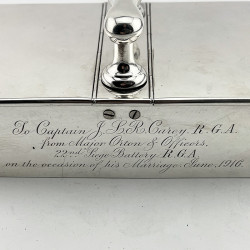 To Captain J. L. R. Carey. R.G.A.
from Major Orton & Officers.
22nd Siege Battery. R.G.A.
on the occasion of his Marriage June, 1916.